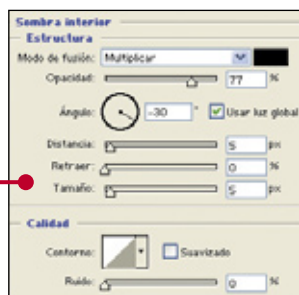 Sombra interior
Estructura
Modo de fusión: Multiplicar
Opacidad: 77 %
Ángulo: -30 ° Usar luz global
Distancia: 5 px
Retraer: 0 %
Tamaño: 5 px
Calidad
Contorno: Suavizado
Ruido: 0 %